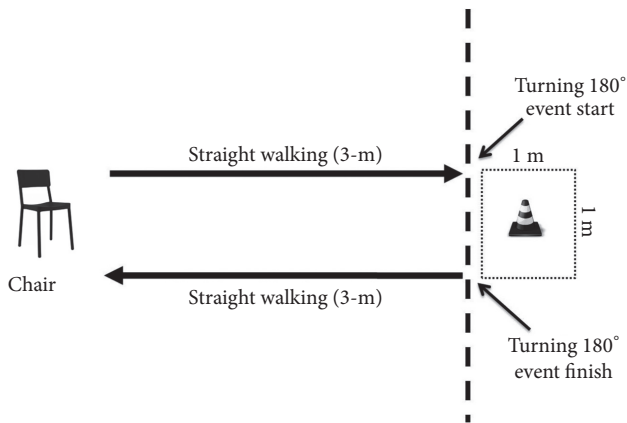 Turning 180°
event start
Straight walking (3-m)
1 m
1 m
Chair
Straight walking (3-m)
Turning 180°
event finish